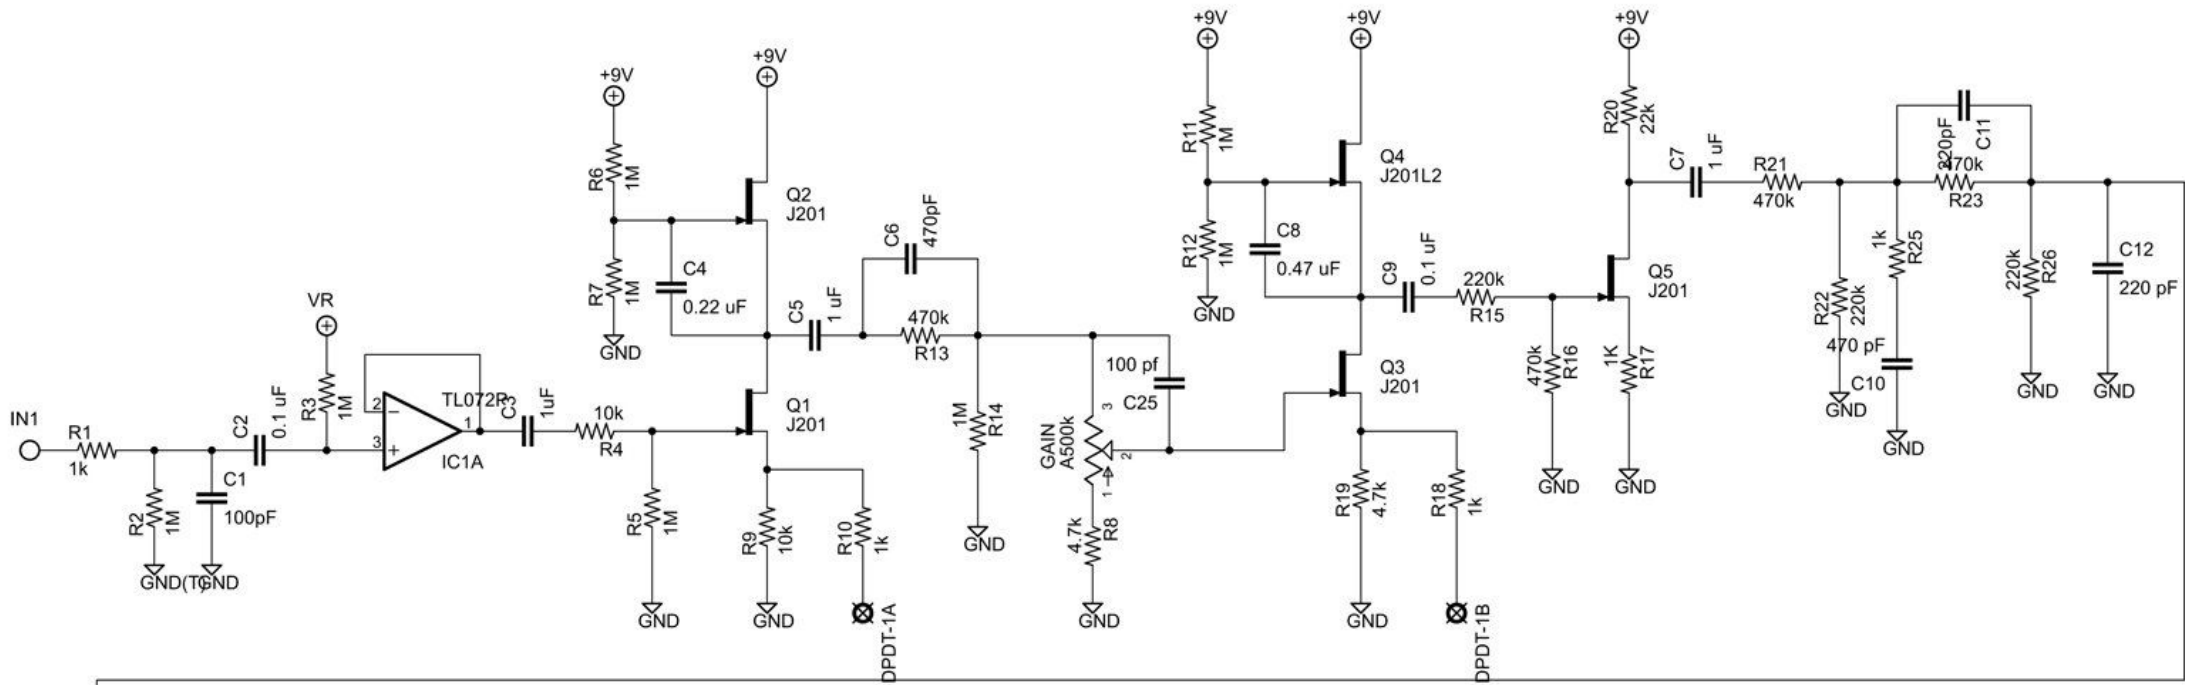 IN1
R1
1k
R2
1M
GND(T)
C1
100pF
GND
C2
0.1 uF
VR
R3
1M
2
3
1
TL072P
IC1A
C3
1uF
10k
R4
R5
1M
GND
+9V
R6
1M
R7
1M
GND
C4
0.22 uF
+9V
Q2
J201
Q1
J201
R9
10k
GND
R10
1k
DPDT-1A
C5
1 uF
C6
470pF
470k
R13
1M
R14
GND
GAIN
A500k
3
2
1
100 pf
C25
4.7k
R8
GND
+9V
R11
1M
R12
1M
GND
C8
0.47 uF
+9V
Q4
J201L2
Q3
J201
R19
4.7k
GND
R18
1k
DPDT-1B
C9
0.1 uF
220k
R15
470k
R16
GND
+9V
R20
22k
Q5
J201
1K
R17
GND
C7
1 uF
R21
470k
R22
220k
GND
1k
R25
470 pF
C10
GND
220pF
C11
470k
R23
220k
R26
GND
C12
220 pF
GND